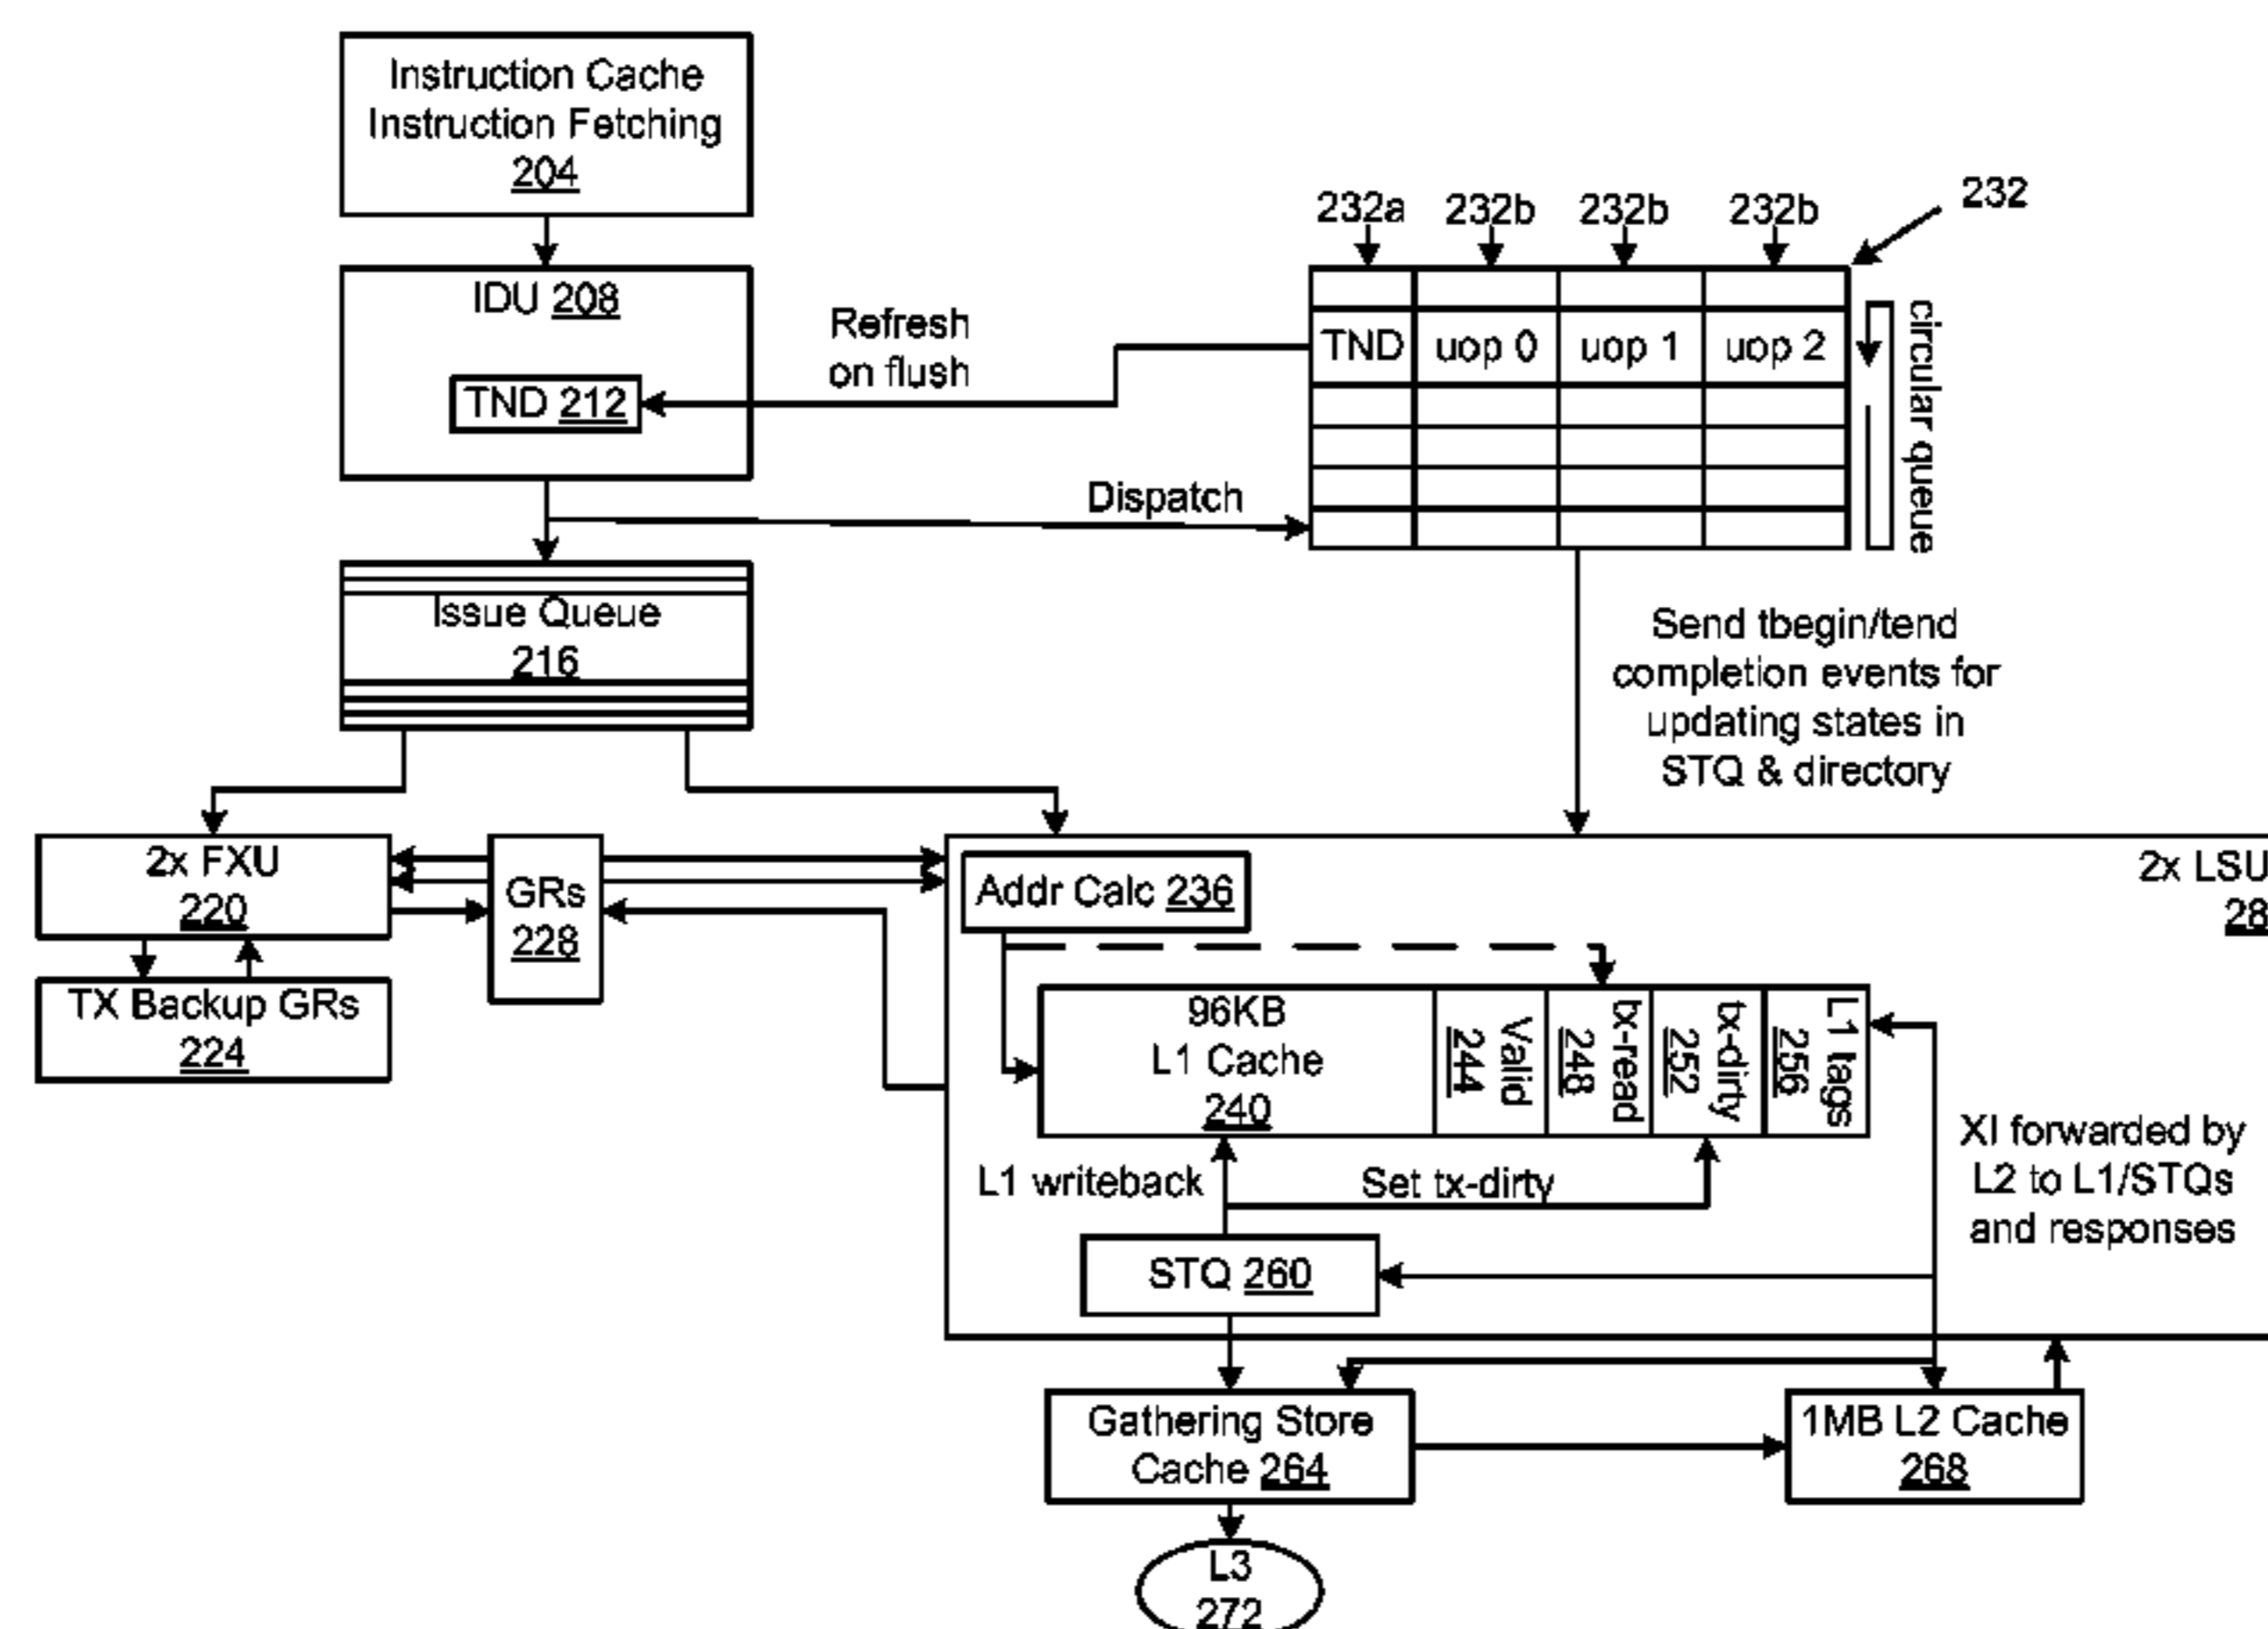 Instruction Cache
Instruction Fetching
204
IDU 208
TND 212
Refresh
on flush
Dispatch
232a 232b 232b 232b 232
TND uop 0 uop 1 uop 2
circular queue
Issue Queue
216
Send tbegin/tend
completion events for
updating states in
STQ & directory
2x FXU
220
TX Backup GRs
224
GRs
228
2x LSU
28
Addr Calc 236
96KB
L1 Cache
240
Valid
244
tx-read
248
tx-dirty
252
L1 tags
256
L1 writeback
Set tx-dirty
XI forwarded by
L2 to L1/STQs
and responses
STQ 260
Gathering Store
Cache 264
1MB L2 Cache
268
L3
272